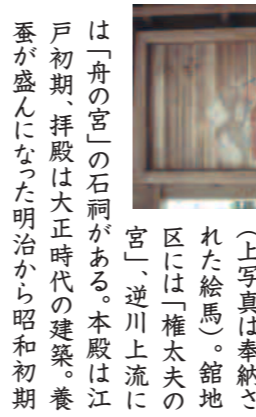 （上写真は奉納さ
れた絵馬）。舘地
区には「権太夫の
宮」、逆川上流に
は「舟の宮」の石祠がある。本殿は江
戸初期、拝殿は大正時代の建築。養
蚕が盛んになった明治から昭和初期